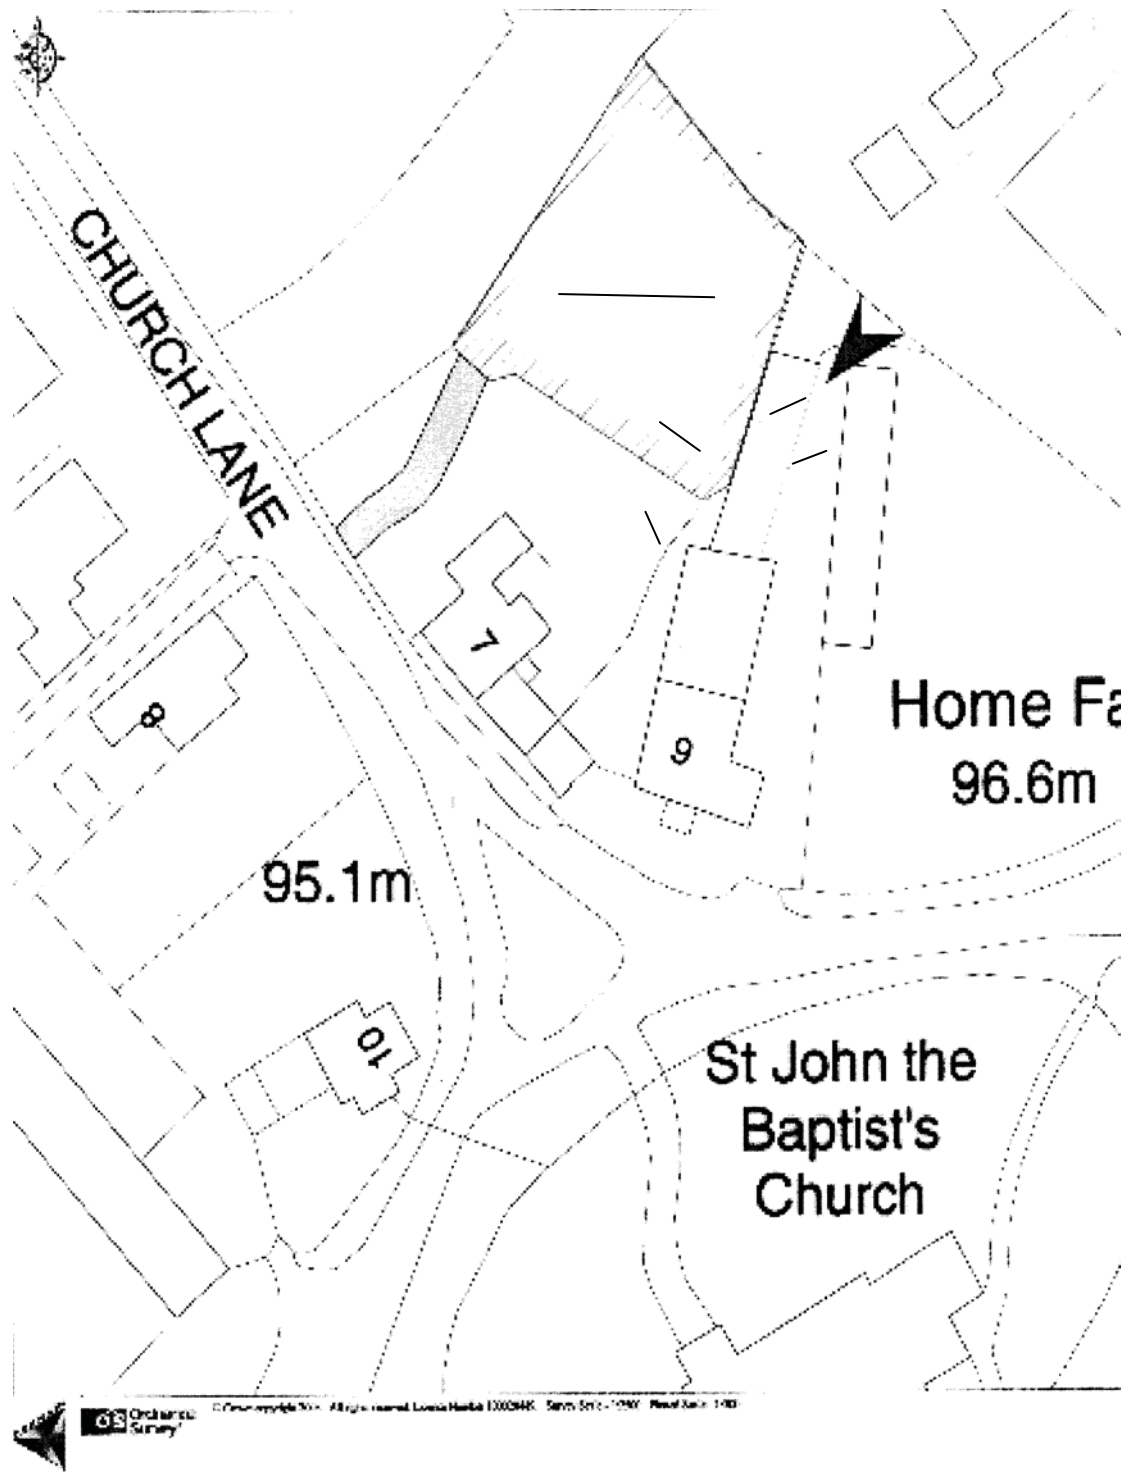 CHURCH LANE
7
8
9
Home Fa
96.6m
95.1m
10
St John the
Baptist's
Church
OS Ordnance
Survey